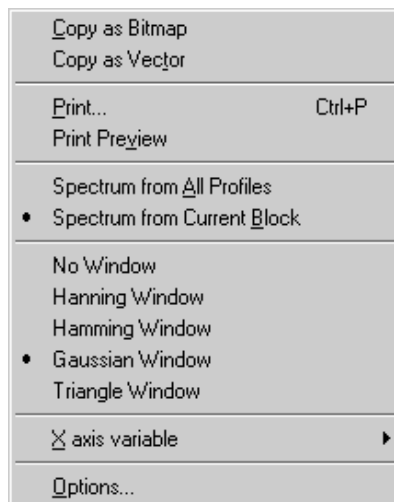 Copy as Bitmap
Copy as Vector
Print... Ctrl+P
Print Preview
Spectrum from All Profiles
Spectrum from Current Block
No Window
Hanning Window
Hamming Window
Gaussian Window
Triangle Window
X axis variable
Options...